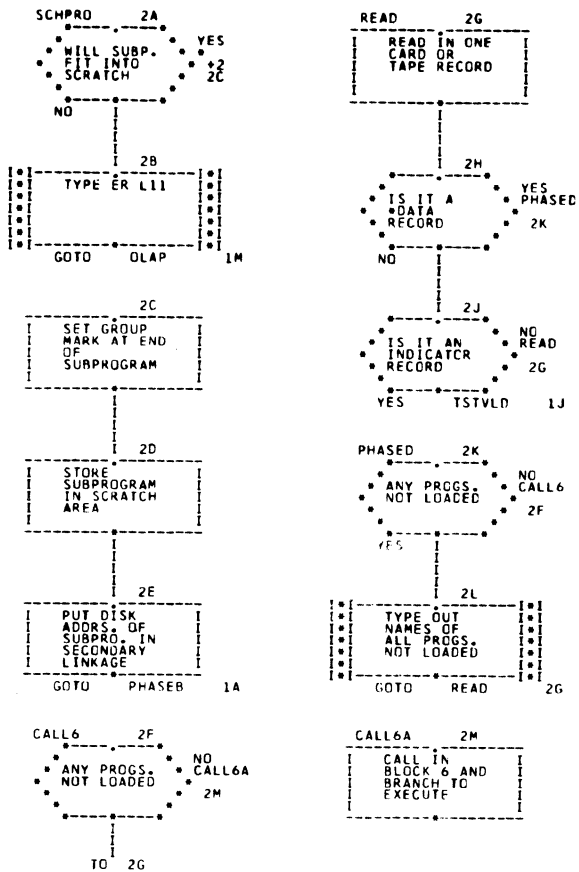 SCHPRO 2A
WILL SUBP.
FIT INTO
SCRATCH
YES
+2
2C
NO
2B
TYPE ER L11
GOTO OLAP 1M
2C
SET GROUP
MARK AT END
OF
SUBPROGRAM
2D
STORE
SUBPROGRAM
IN SCRATCH
AREA
2E
PUT DISK
ADDRS. OF
SUBPRO. IN
SECONDARY
LINKAGE
GOTO PHASEB 1A
CALL6 2F
ANY PROGS.
NOT LOADED
NO
CALL6A
2M
TO 2G
READ 2G
READ IN ONE
CARD OR
TAPE RECORD
2H
IS IT A
DATA
RECORD
YES
PHASED
2K
NO
2J
IS IT AN
INDICATCR
RECORD
NO
READ
2G
YES TSTVLD 1J
PHASED 2K
ANY PROGS.
NOT LOADED
NO
CALL6
2F
YES
2L
TYPE OUT
NAMES OF
ALL PROGS.
NOT LOADED
GOTO READ 2G
CALL6A 2M
CALL IN
BLOCK 6 AND
BRANCH TO
EXECUTE